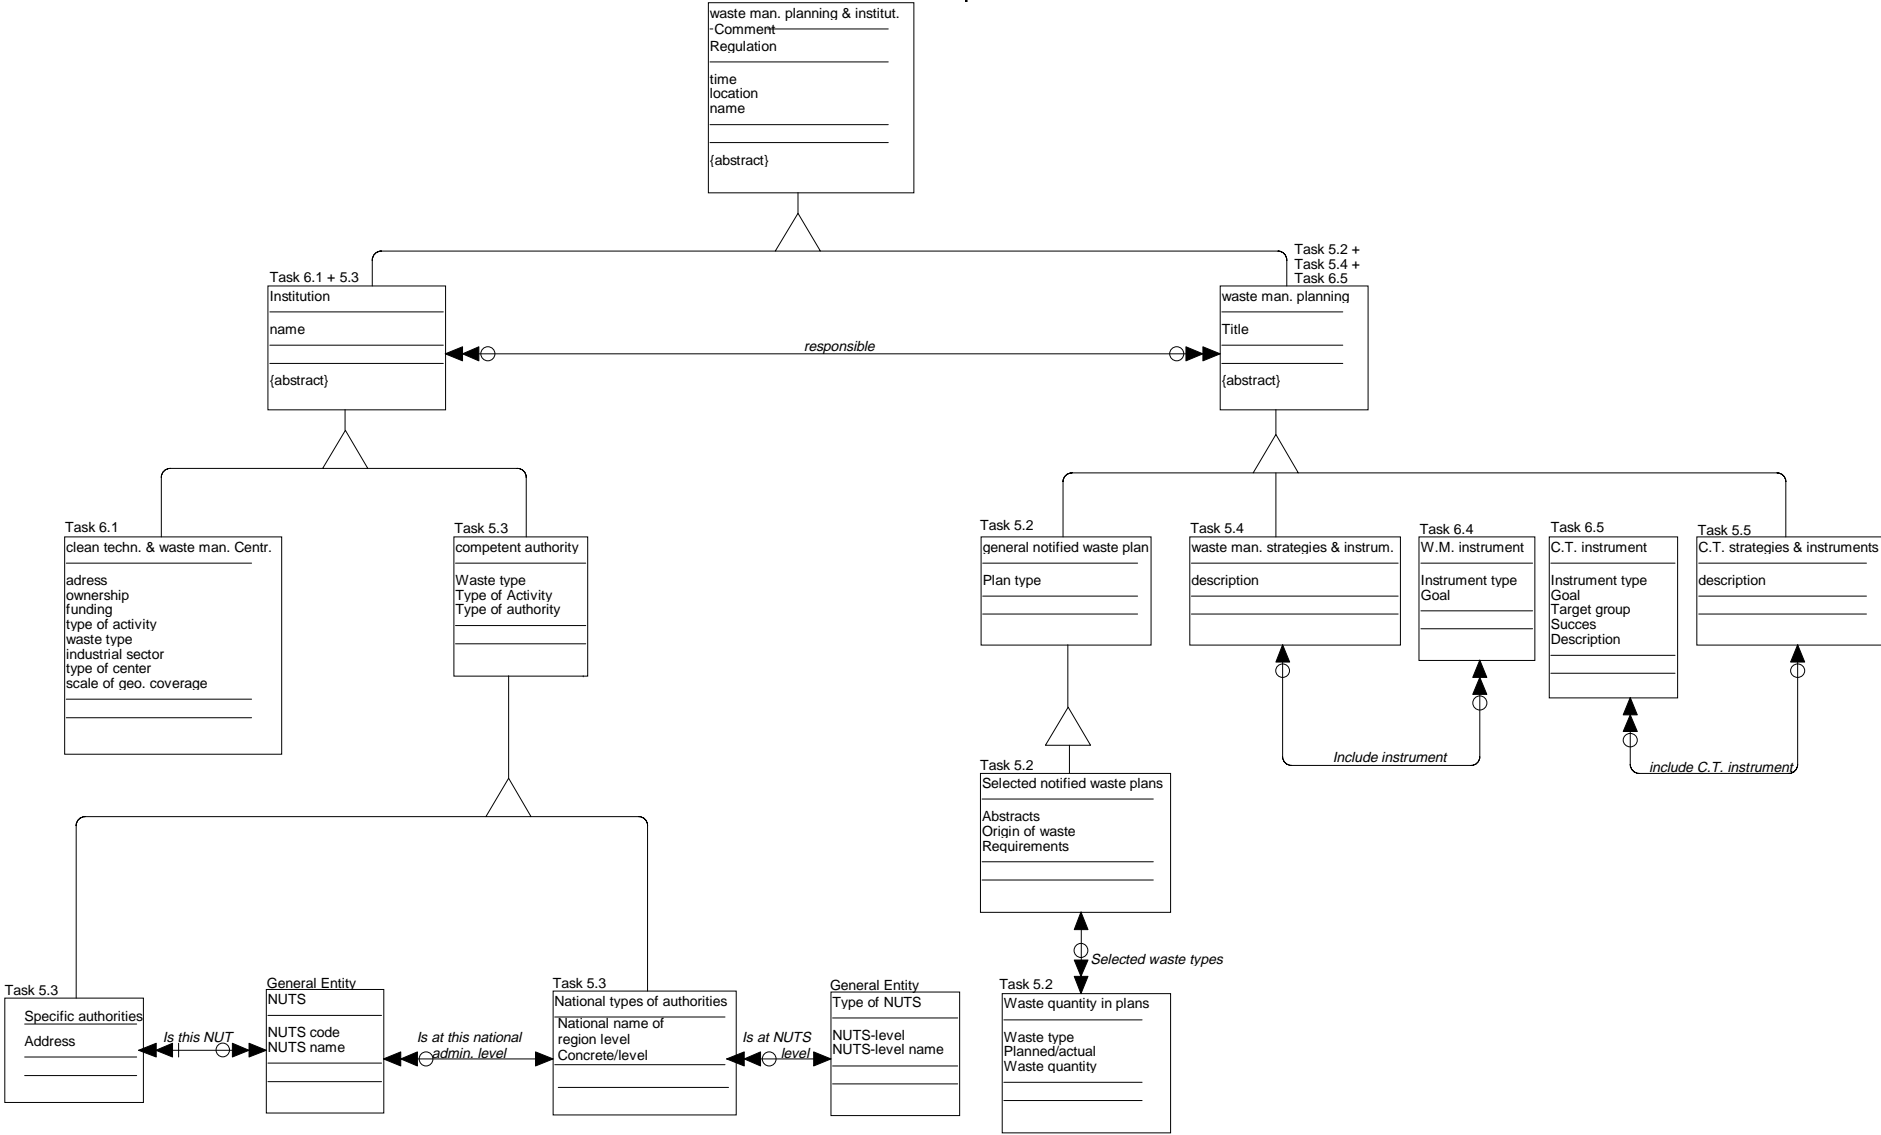 waste man. planning & institut.
-Comment
Regulation
time
location
name
{abstract}
Task 6.1 + 5.3
Institution
name
{abstract}
responsible
Task 5.2 +
Task 5.4 +
Task 6.5
waste man. planning
Title
{abstract}
Task 6.1
clean techn. & waste man. Centr.
adress
ownership
funding
type of activity
waste type
industrial sector
type of center
scale of geo. coverage
Task 5.3
competent authority
Waste type
Type of Activity
Type of authority
Task 5.2
general notified waste plan
Plan type
Task 5.4
waste man. strategies & instrum.
description
Task 6.4
W.M. instrument
Instrument type
Goal
Task 6.5
C.T. instrument
Instrument type
Goal
Target group
Succes
Description
Task 5.5
C.T. strategies & instruments
description
Include instrument
include C.T. instrument
Task 5.2
Selected notified waste plans
Abstracts
Origin of waste
Requirements
Selected waste types
Task 5.3
Specific authorities
Address
Is this NUT
General Entity
NUTS
NUTS code
NUTS name
Is at this national
admin. level
Task 5.3
National types of authorities
National name of
region level
Concrete/level
Is at NUTS
level
General Entity
Type of NUTS
NUTS-level
NUTS-level name
Task 5.2
Waste quantity in plans
Waste type
Planned/actual
Waste quantity